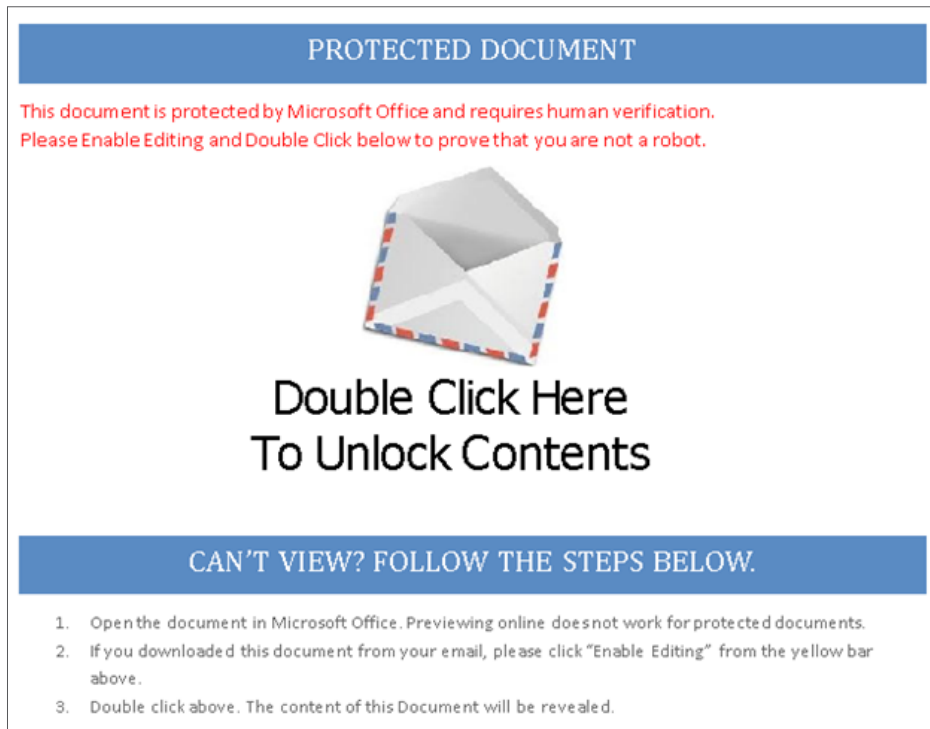 PROTECTED DOCUMENT
This document is protected by Microsoft Office and requires human verification.
Please Enable Editing and Double Click below to prove that you are not a robot.
Double Click Here
To Unlock Contents
CAN'T VIEW? FOLLOW THE STEPS BELOW.
1. Open the document in Microsoft Office. Previewing online does not work for protected documents.
2. If you downloaded this document from your email, please click "Enable Editing" from the yellow bar
above.
3. Double click above. The content of this Document will be revealed.